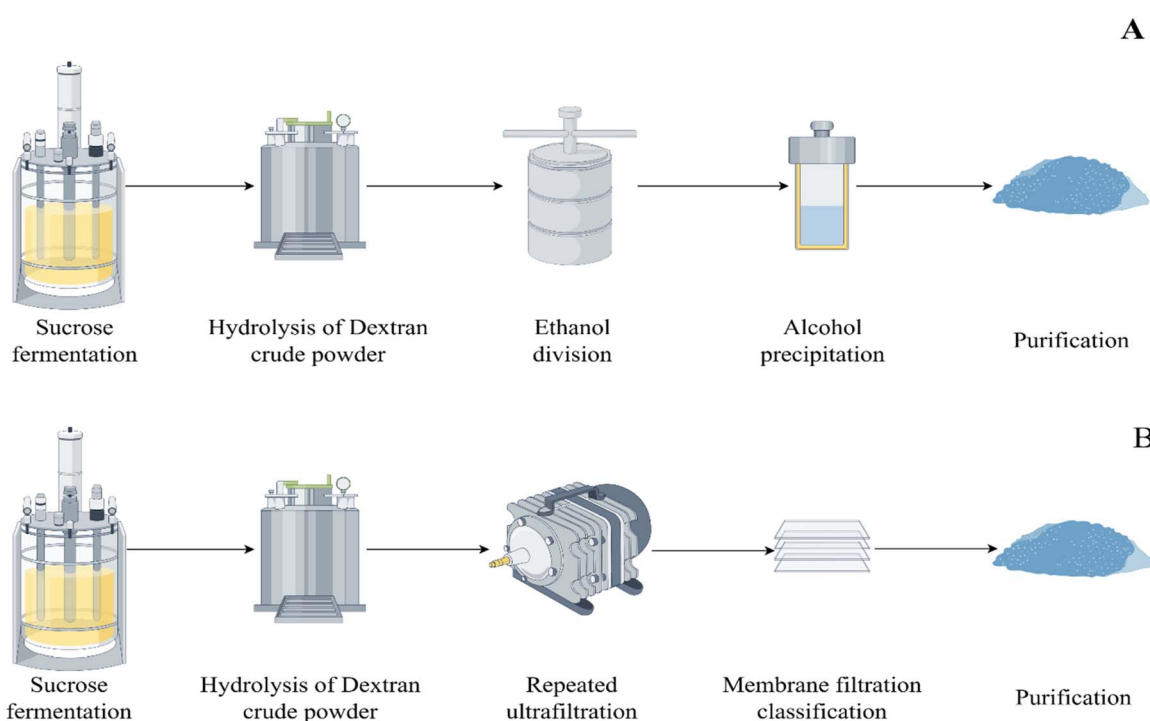 A
Sucrose
fermentation
Hydrolysis of Dextran
crude powder
Ethanol
division
Alcohol
precipitation
Purification
B
Sucrose
fermentation
Hydrolysis of Dextran
crude powder
Repeated
ultrafiltration
Membrane filtration
classification
Purification